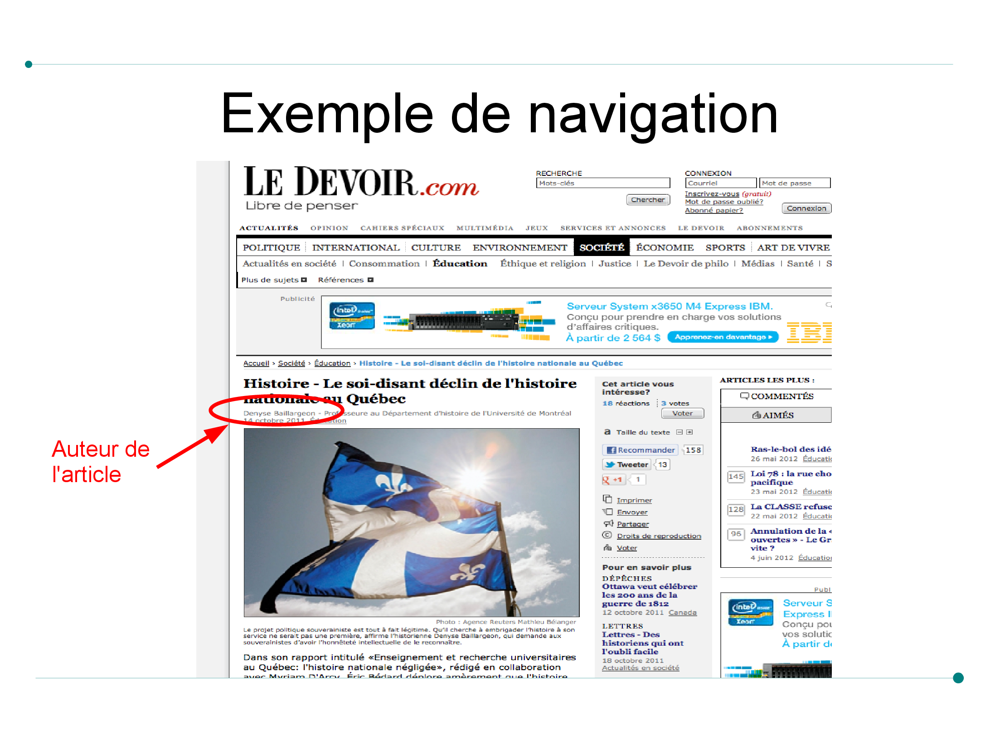 Exemple de navigation
LE DEVOIR.com
Libre de penser
RECHERCHE
Mots-clés
Chercher
CONNEXION
Courriel
Mot de passe
Inscrivez-vous (gratuit)
Mot de passe oublié?
Abonné papier?
Connexion
ACTUALITÉS OPINION CAHIERS SPÉCIAUX MULTIMÉDIA JEUX SERVICES ET ANNONCES LE DEVOIR ABONNEMENTS
POLITIQUE INTERNATIONAL CULTURE ENVIRONNEMENT SOCIÉTÉ ÉCONOMIE SPORTS ART DE VIVRE
Actualités en société | Consommation | Éducation Éthique et religion | Justice | Le Devoir de philo | Médias | Santé | S
Plus de sujets Références
Publicité
intel inside
Xeon
Serveur System x3650 M4 Express IBM.
Conçu pour prendre en charge vos solutions
d'affaires critiques.
À partir de 2 564 $ Apprenez-en davantage
IBM
Accueil > Société > Éducation > Histoire - Le soi-disant déclin de l'histoire nationale au Québec
Histoire - Le soi-disant déclin de l'histoire
nationale au Québec
Denyse Baillargeon - Professeure au Département d'histoire de l'Université de Montréal
14 octobre 2011 Éducation
Auteur de
l'article
Photo : Agence Reuters Mathieu Bélanger
Le projet politique souverainiste est tout à fait légitime. Qu'il cherche à embrigader l'histoire à son
service ne serait pas une première, affirme l'historienne Denyse Baillargeon, qui demande aux
souverainistes d'avoir l'honnêteté intellectuelle de le reconnaître.
Dans son rapport intitulé «Enseignement et recherche universitaires
au Québec: l'histoire nationale négligée», rédigé en collaboration
avec Myriam D'Arcy, Éric Bédard déplore amèrement que l'histoire
Cet article vous
intéresse?
18 réactions 3 votes
Voter
a Taille du texte
Recommander 158
Tweeter 13
+1 1
Imprimer
Envoyer
Partager
Droits de reproduction
Voter
Pour en savoir plus
DÉPÊCHES
Ottawa veut célébrer
les 200 ans de la
guerre de 1812
12 octobre 2011 Canada
LETTRES
Lettres - Des
historiens qui ont
l'oubli facile
18 octobre 2011
Actualités en société
ARTICLES LES PLUS :
COMMENTÉS
AIMÉS
Ras-le-bol des idé
26 mai 2012 Éducati
145 Loi 78 : la rue cho
pacifique
23 mai 2012 Éducati
128 La CLASSE refuse
22 mai 2012 Éducati
96 Annulation de la «
ouvertes » - Le Gr
vite ?
4 juin 2012 Éducation
Publ
intel inside
Xeon
Serveur S
Express I
Conçu pou
vos solutio
À partir d